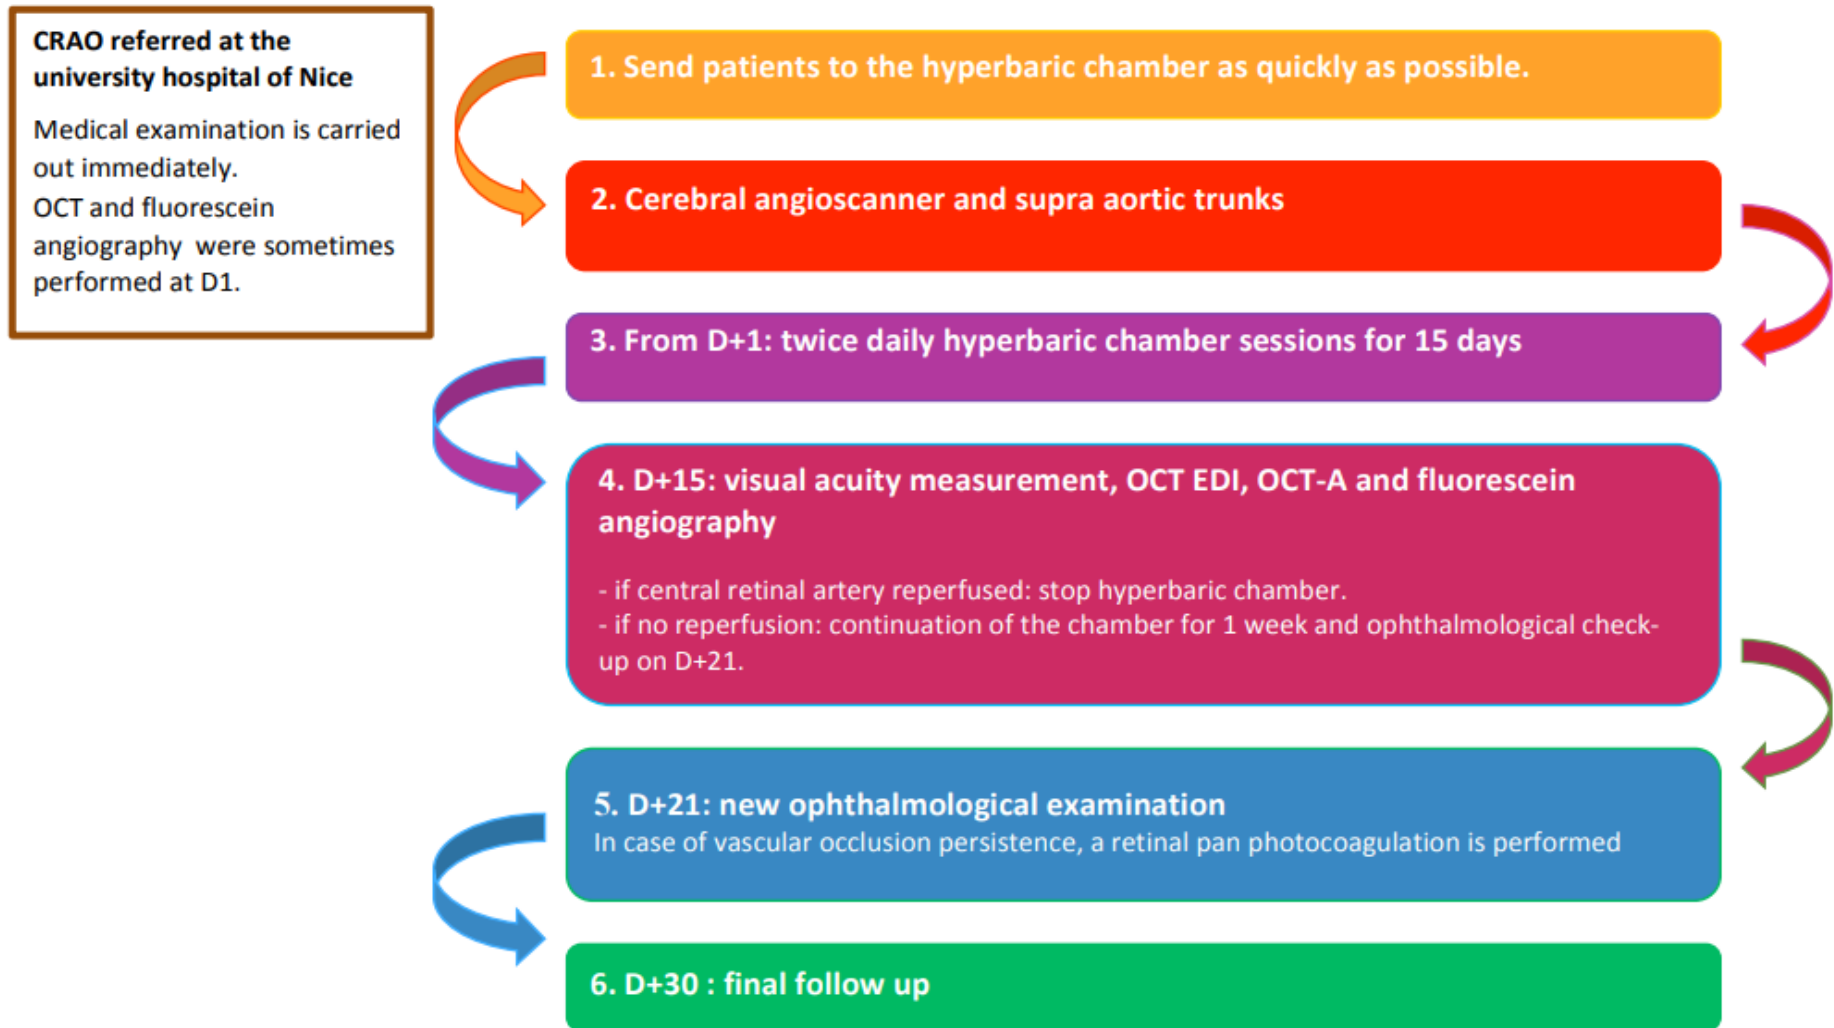 CRAO referred at the
university hospital of Nice
Medical examination is carried
out immediately.
OCT and fluorescein
angiography were sometimes
performed at D1.
1. Send patients to the hyperbaric chamber as quickly as possible.
2. Cerebral angioscanner and supra aortic trunks
3. From D+1: twice daily hyperbaric chamber sessions for 15 days
4. D+15: visual acuity measurement, OCT EDI, OCT-A and fluorescein
angiography
- if central retinal artery reperfused: stop hyperbaric chamber.
- if no reperfusion: continuation of the chamber for 1 week and ophthalmological check-
up on D+21.
5. D+21: new ophthalmological examination
In case of vascular occlusion persistence, a retinal pan photocoagulation is performed
6. D+30 : final follow up